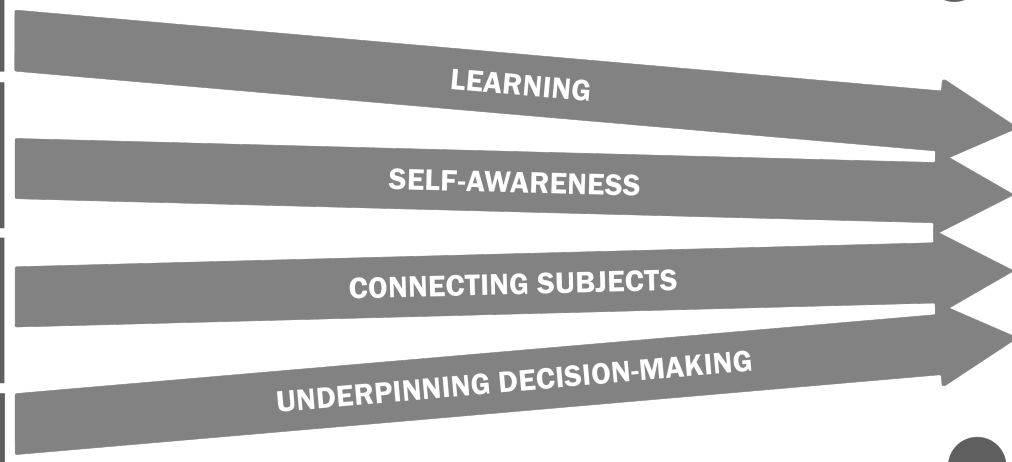 LEARNING
SELF-AWARENESS
CONNECTING SUBJECTS
UNDERPINNING DECISION-MAKING